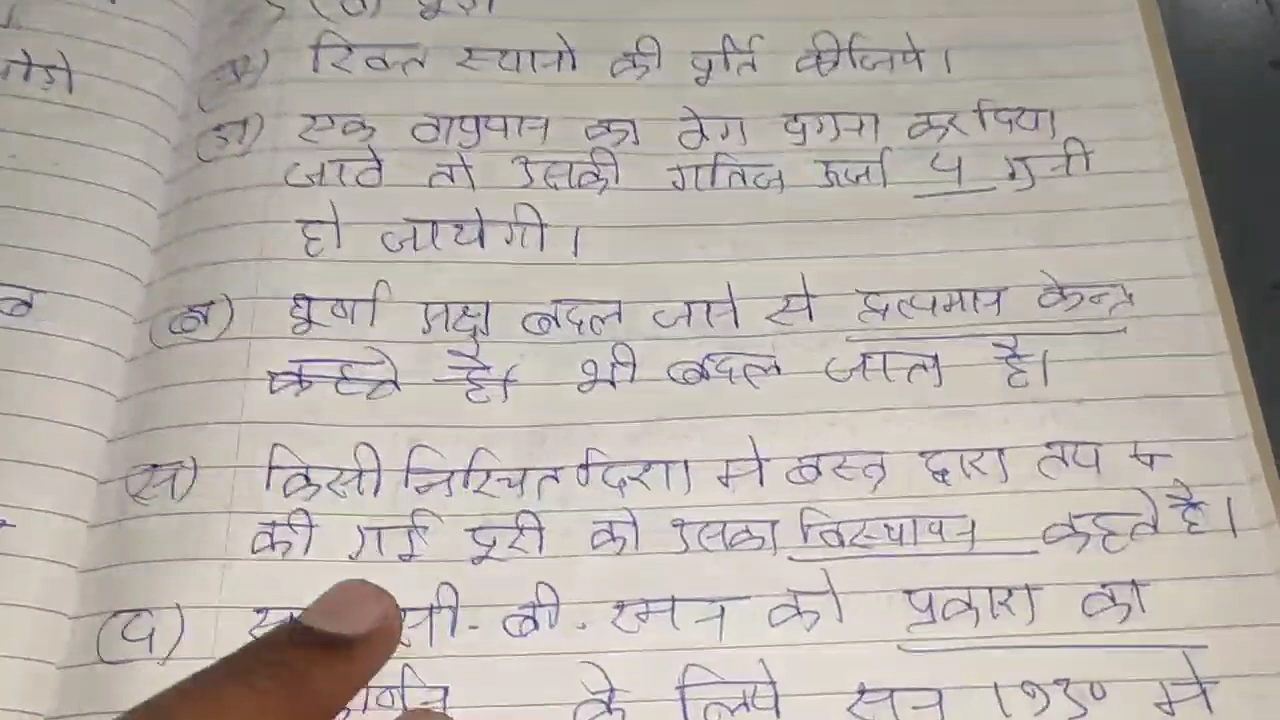 रिक्त स्थानो की पूर्ति कीजिये।
(अ) एक वायुयान का वेग दुगना कर दिया
जावे तो उसकी गतिज ऊर्जा 4 गुनी
हो जायेगी।
(ब) घूर्णा अक्ष बदल जाने से द्रव्यमान केन्द्र
कहते है। भी बदल जाता है।
(स) किसी निश्चित दिशा मे वस्तु द्वारा तय
की गई दूरी को उसका विस्थापन कहते है।
(द) सी. वी. रमन को प्रकाश का
के लिये सन १९३० मे